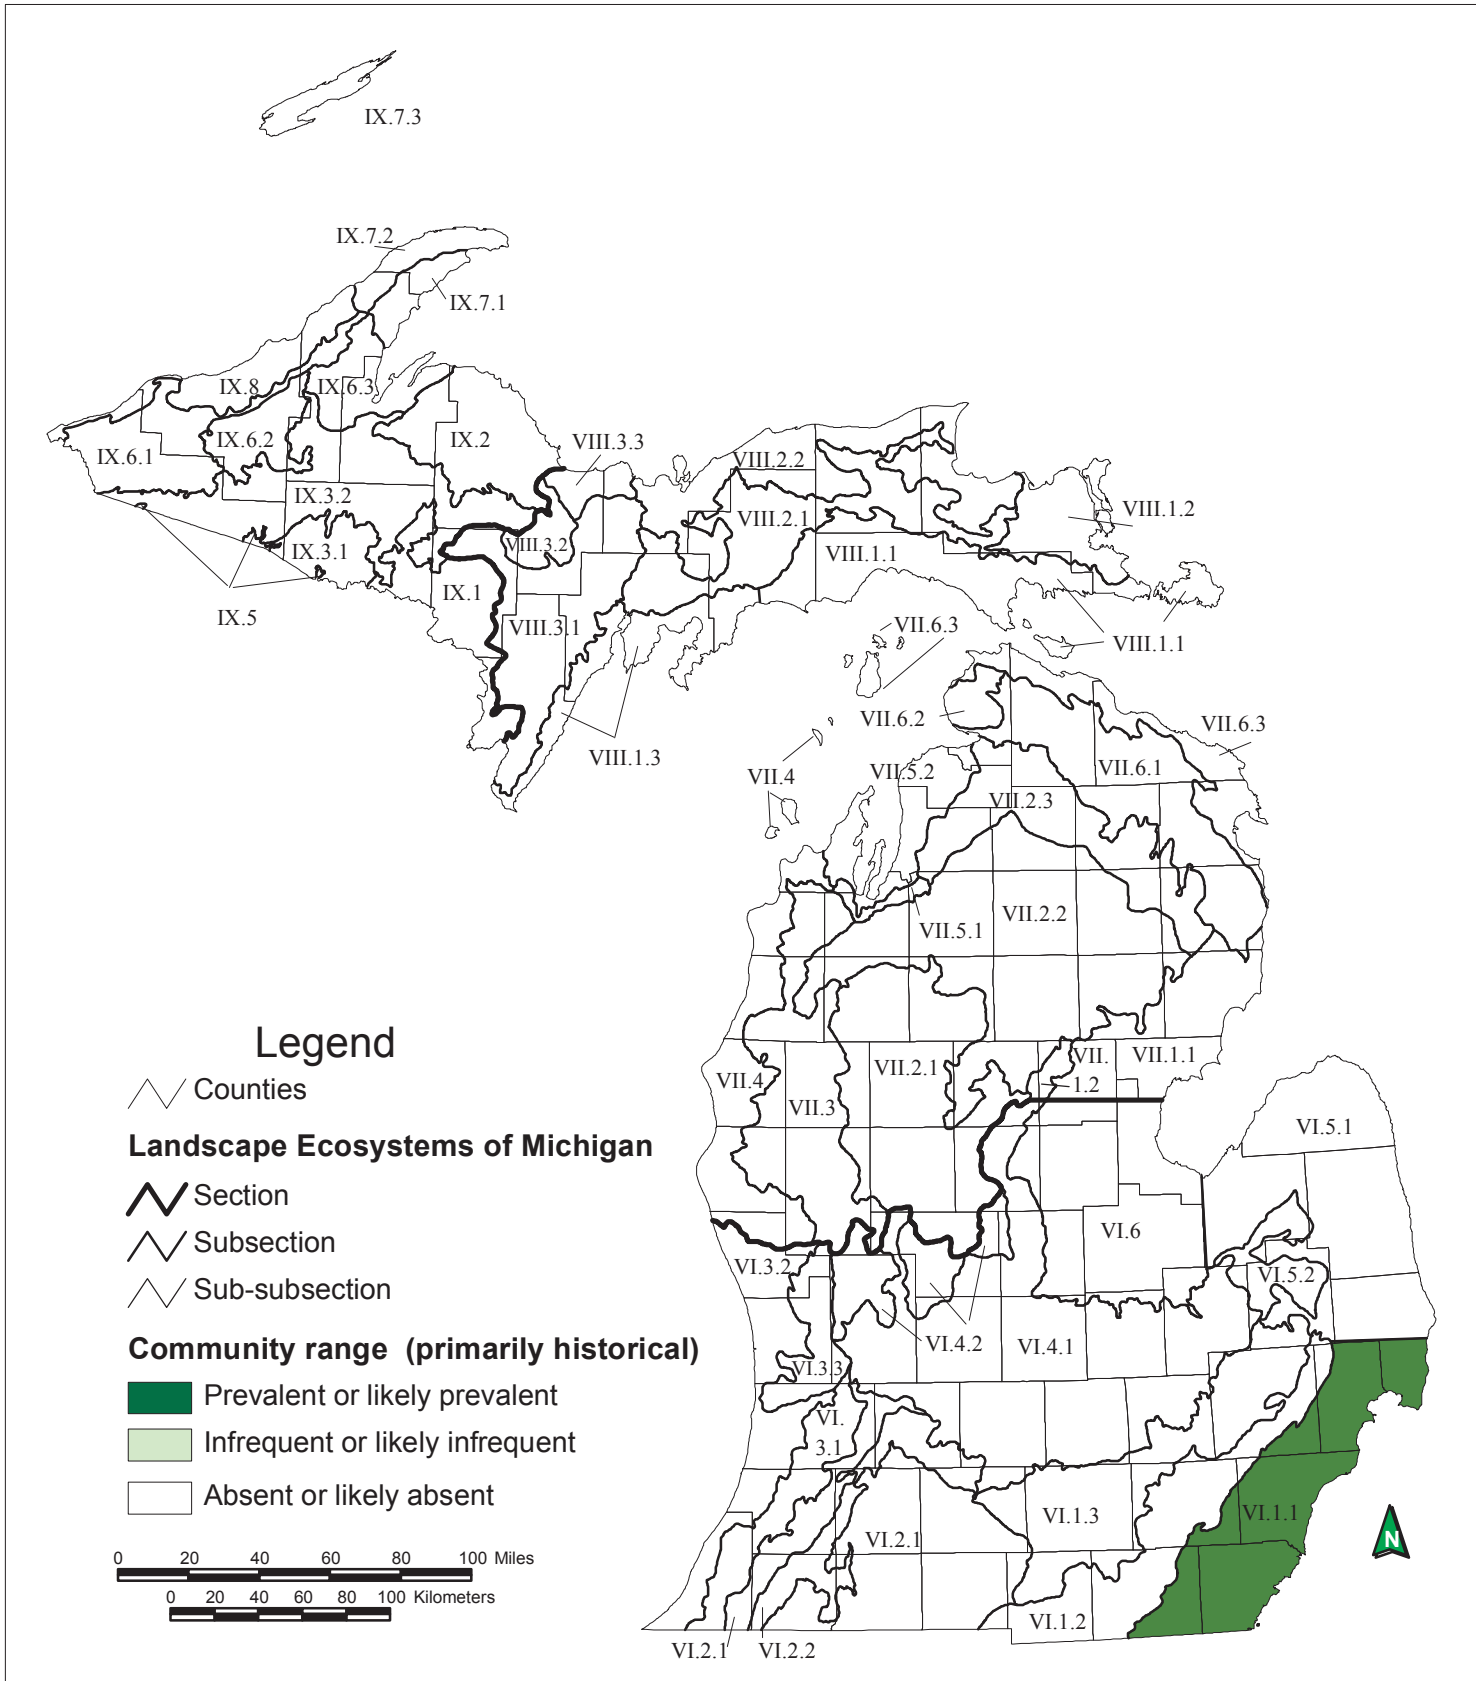 IX.7.3
IX.7.2
IX.7.1
IX.8
IX.6.3
IX.6.2
IX.2
IX.6.1
VIII.3.3
VIII.2.2
IX.3.2
VIII.2.1
VIII.1.2
IX.3.1
VIII.3.2
VIII.1.1
IX.1
IX.5
VIII.3.1
VII.6.3
VIII.1.1
VII.6.2
VII.6.3
VIII.1.3
VII.4
VII.5.2
VII.6.1
VII.2.3
VII.5.1
VII.2.2
VII.4
VII.3
VII.2.1
VII.
1.2
VII.1.1
VI.5.1
VI.6
VI.3.2
VI.5.2
VI.4.2
VI.4.1
VI.3.3
VI.
3.1
VI.1.3
VI.1.1
VI.2.1
VI.1.2
VI.2.1
VI.2.2
Legend
Counties
Landscape Ecosystems of Michigan
Section
Subsection
Sub-subsection
Community range (primarily historical)
Prevalent or likely prevalent
Infrequent or likely infrequent
Absent or likely absent
0 20 40 60 80 100 Miles
0 20 40 60 80 100 Kilometers
N